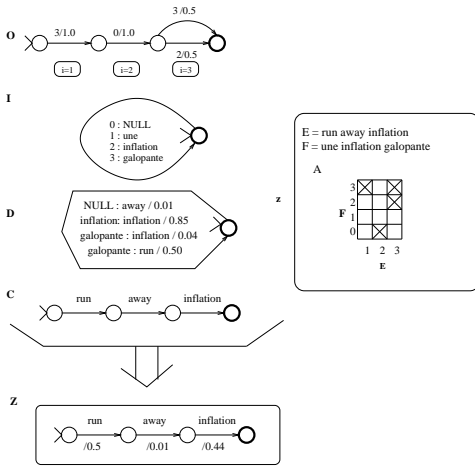 O
3/1.0
0/1.0
3 /0.5
2/0.5
i=1
i=2
i=3
I
0 : NULL
1 : une
2 : inflation
3 : galopante
D
NULL : away / 0.01
inflation: inflation / 0.85
galopante : inflation / 0.04
galopante : run / 0.50
z
E = run away inflation
F = une inflation galopante
A
3
2
F
1
0
1 2 3
E
C
run away inflation
Z
run away inflation
/0.5 /0.01 /0.44